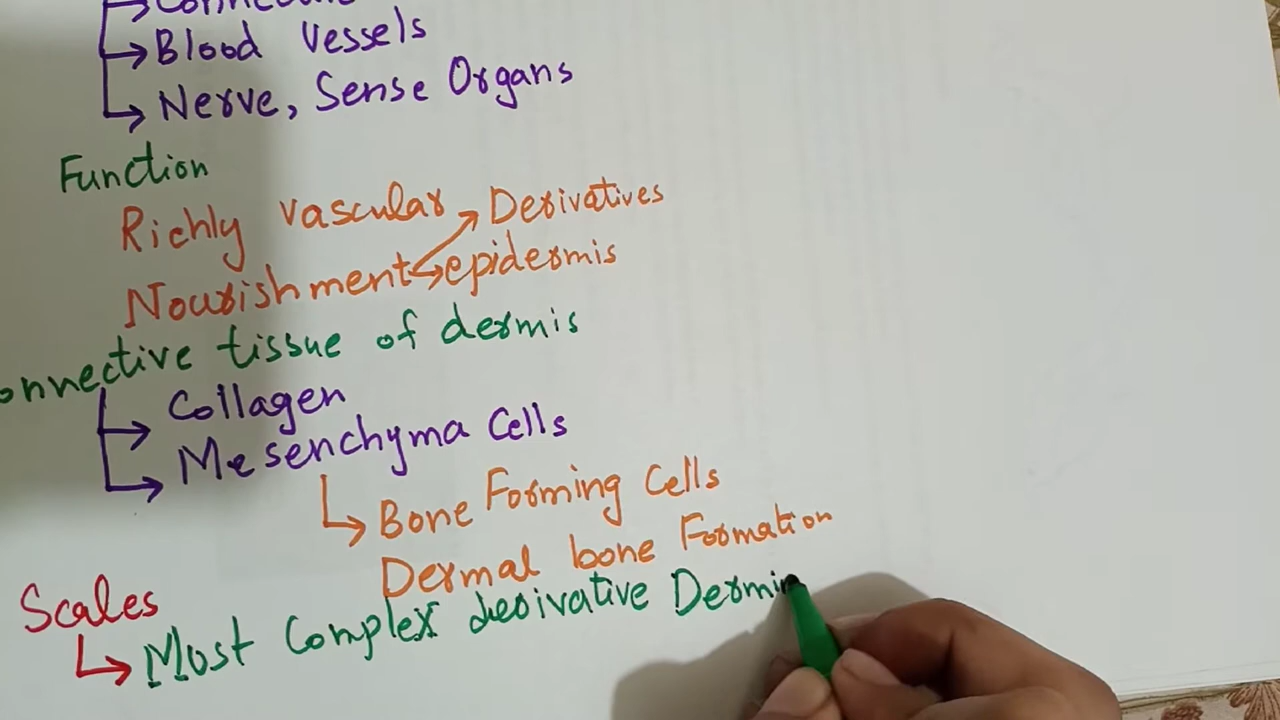 Blood Vessels
Nerve, Sense Organs
Function
Richly vascular
Derivatives
Nourishment
epidermis
onnective tissue of dermis
Collagen
Mesenchyma Cells
Bone Forming Cells
Dermal bone Formation
Scales
Most Complex derivative Dermi